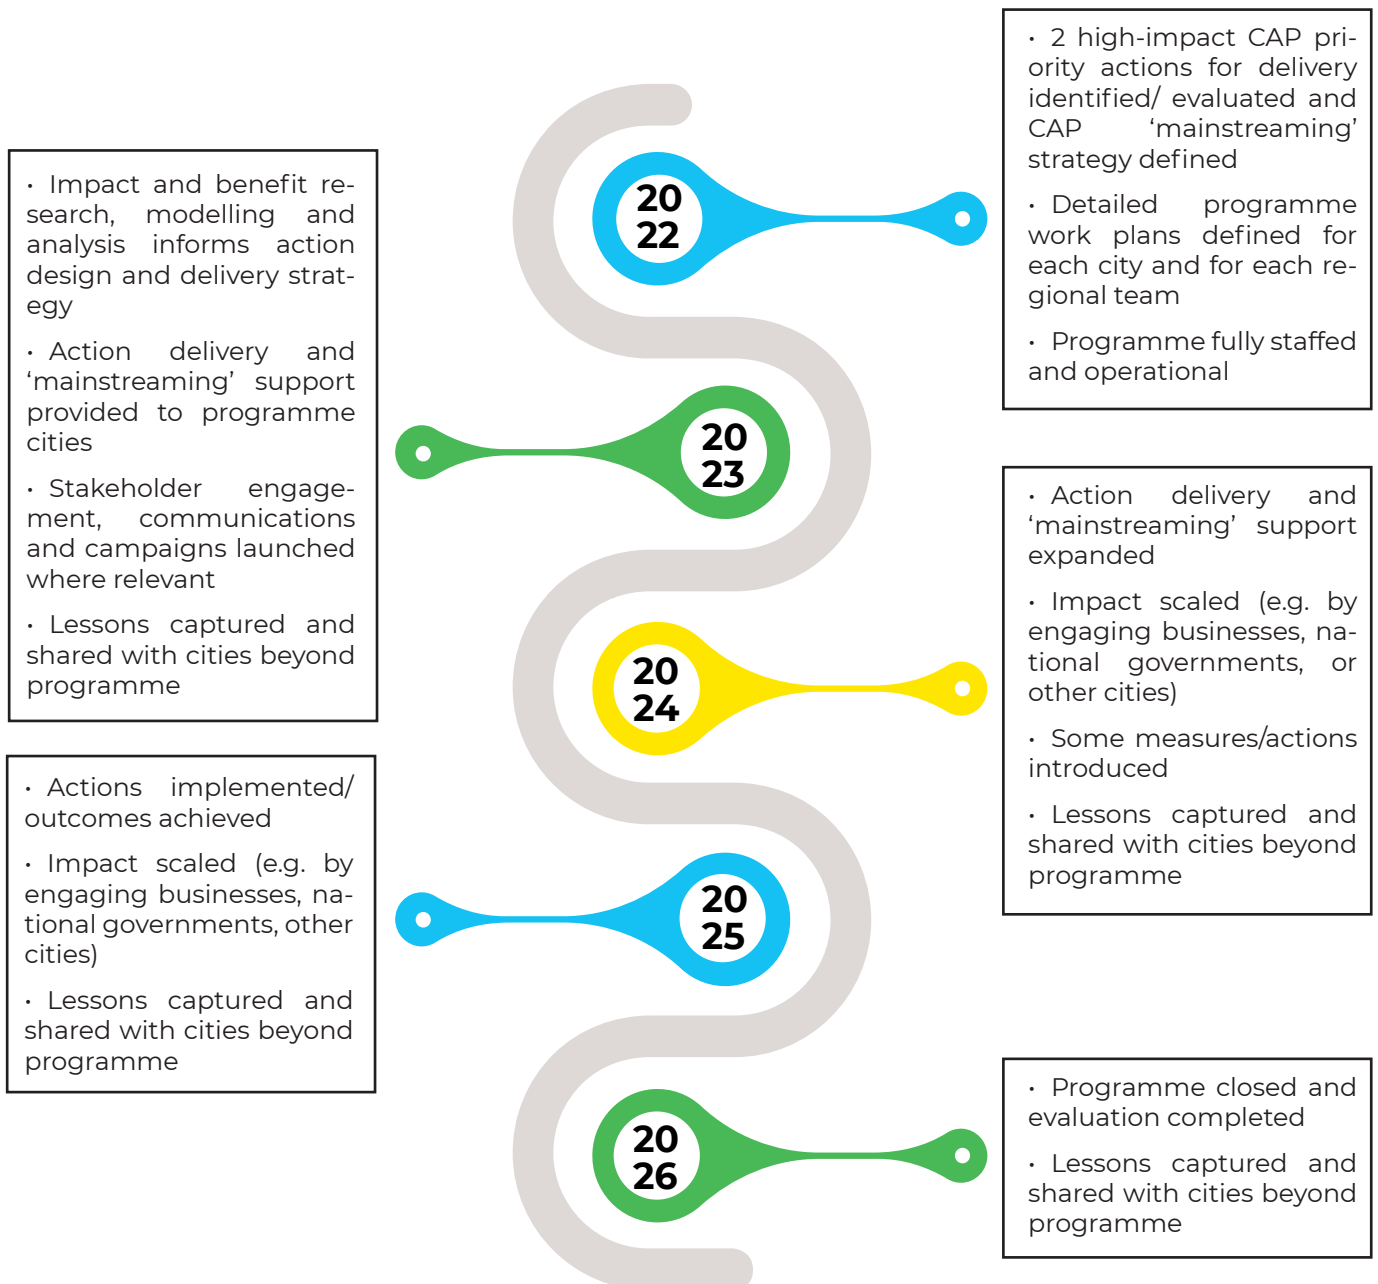 20
22
· 2 high-impact CAP pri-
ority actions for delivery
identified/ evaluated and
CAP ‘mainstreaming’
strategy defined
· Detailed programme
work plans defined for
each city and for each re-
gional team
· Programme fully staffed
and operational
20
23
· Impact and benefit re-
search, modelling and
analysis informs action
design and delivery strat-
egy
· Action delivery and
‘mainstreaming’ support
provided to programme
cities
· Stakeholder engage-
ment, communications
and campaigns launched
where relevant
· Lessons captured and
shared with cities beyond
programme
20
24
· Action delivery and
‘mainstreaming’ support
expanded
· Impact scaled (e.g. by
engaging businesses, na-
tional governments, or
other cities)
· Some measures/actions
introduced
· Lessons captured and
shared with cities beyond
programme
20
25
· Actions implemented/
outcomes achieved
· Impact scaled (e.g. by
engaging businesses, na-
tional governments, other
cities)
· Lessons captured and
shared with cities beyond
programme
20
26
· Programme closed and
evaluation completed
· Lessons captured and
shared with cities beyond
programme